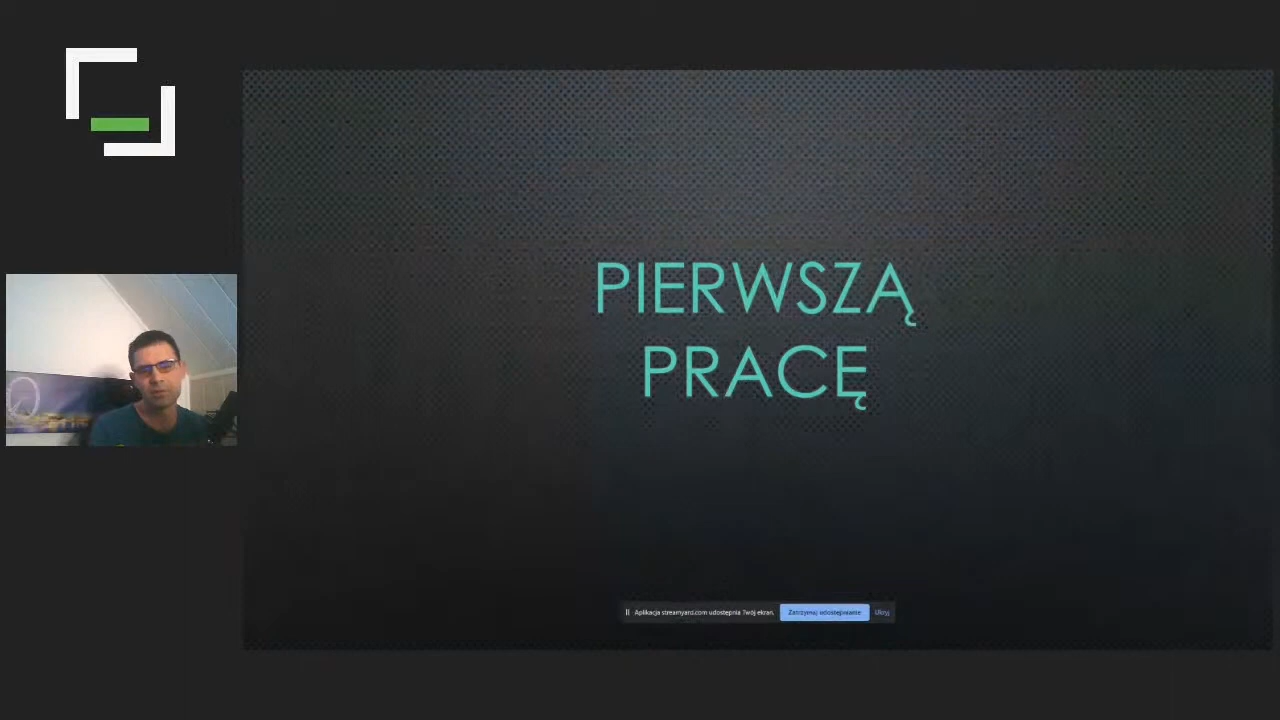 PIERWSZĄ
PRACĘ
Aplikacja streamyard.com udostępnia Twój ekran. Zatrzymaj udostępnianie Ukryj